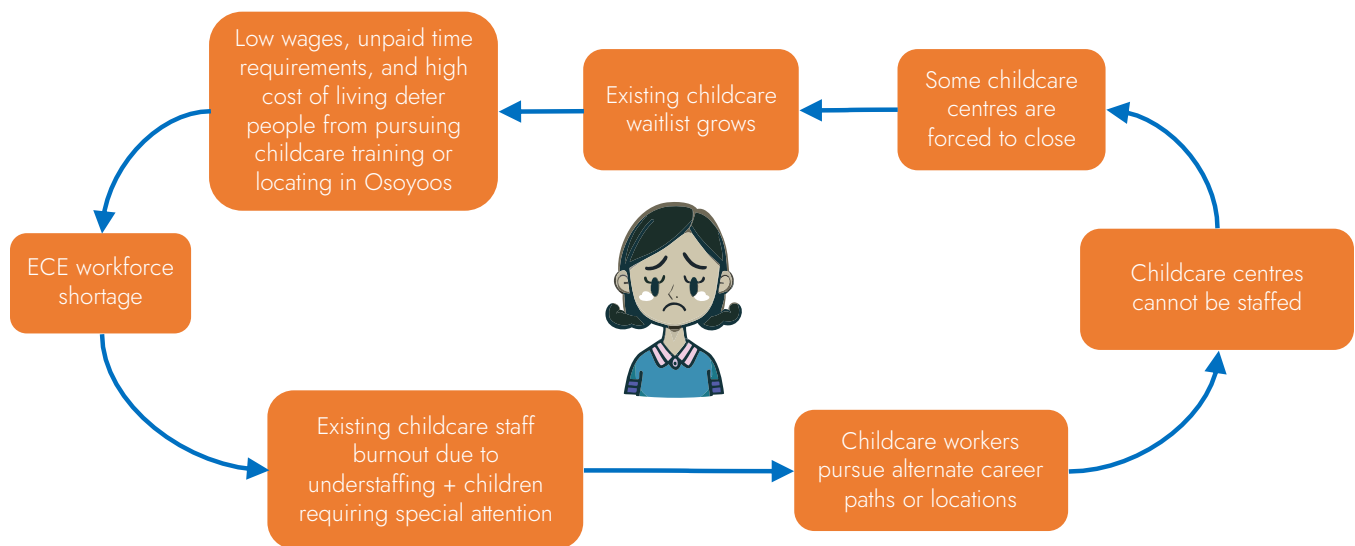 Low wages, unpaid time
requirements, and high
cost of living deter
people from pursuing
childcare training or
locating in Osoyoos
Existing childcare
waitlist grows
Some childcare
centres are
forced to close
ECE workforce
shortage
Childcare centres
cannot be staffed
Existing childcare staff
burnout due to
understaffing + children
requiring special attention
Childcare workers
pursue alternate career
paths or locations